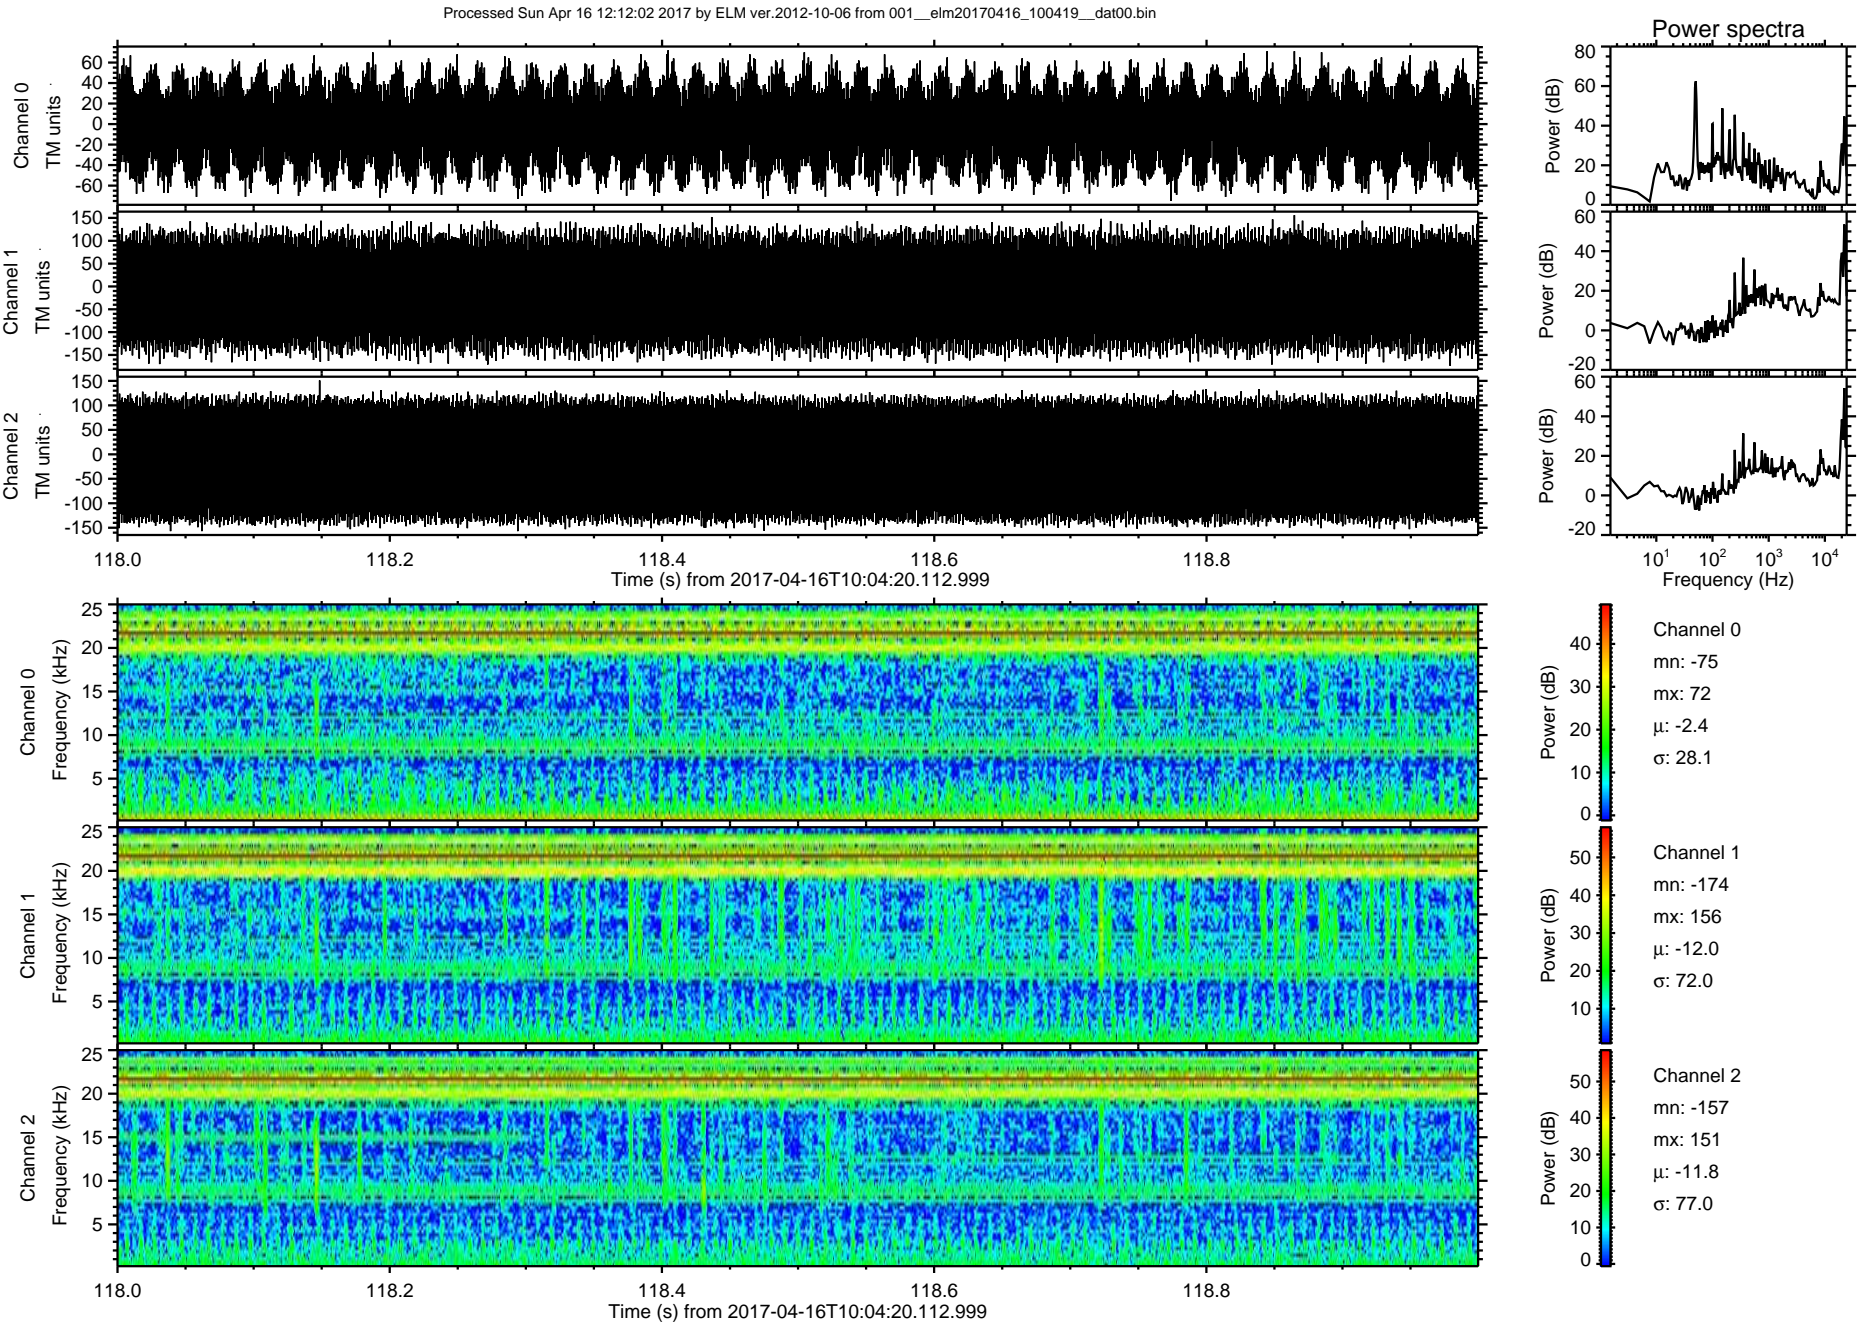 Processed Sun Apr 16 12:12:02 2017 by ELM ver.2012-10-06 from 001__elm20170416_100419__dat00.bin
Power spectra
Channel 0
TM units
60
40
20
0
-20
-40
-60
Power (dB)
80
60
40
20
0
Channel 1
TM units
150
100
50
0
-50
-100
-150
Power (dB)
60
40
20
0
-20
Channel 2
TM units
150
100
50
0
-50
-100
-150
Power (dB)
60
40
20
0
-20
118.0 118.2 118.4 118.6 118.8
Time (s) from 2017-04-16T10:04:20.112.999
10^1 10^2 10^3 10^4
Frequency (Hz)
Channel 0
Frequency (kHz)
25
20
15
10
5
Power (dB)
40
30
20
10
0
Channel 0
mn: -75
mx: 72
μ: -2.4
σ: 28.1
Channel 1
Frequency (kHz)
25
20
15
10
5
Power (dB)
50
40
30
20
10
Channel 1
mn: -174
mx: 156
μ: -12.0
σ: 72.0
Channel 2
Frequency (kHz)
25
20
15
10
5
Power (dB)
50
40
30
20
10
0
Channel 2
mn: -157
mx: 151
μ: -11.8
σ: 77.0
118.0 118.2 118.4 118.6 118.8
Time (s) from 2017-04-16T10:04:20.112.999